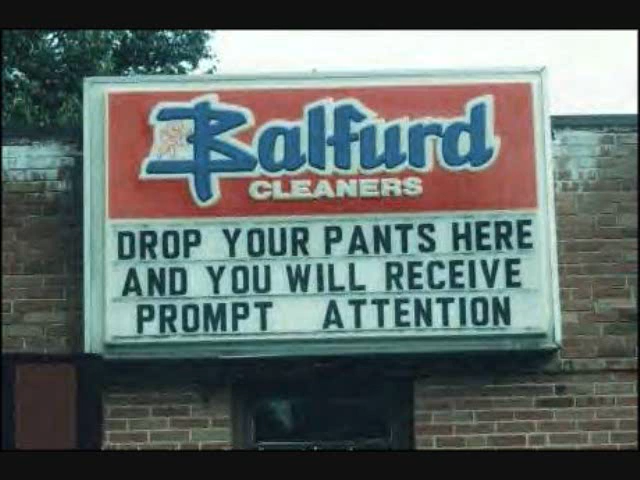 Balfurd
CLEANERS
DROP YOUR PANTS HERE
AND YOU WILL RECEIVE
PROMPT ATTENTION